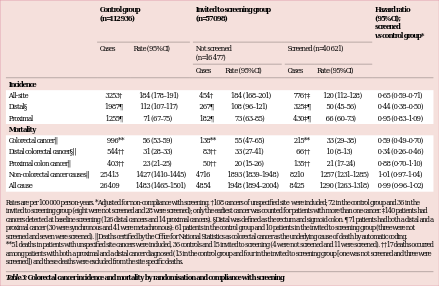 Control group Invited to screening group Hazard ratio
(n=112 936) (n=57 098) (95% CI);
screened
vs control group*
Cases Rate (95% CI) Not screened Screened (n=40 621)
(n=16 477)
Cases Rate (95% CI) Cases Rate (95% CI)
Incidence
All-site 3253† 184 (178–191) 454† 184 (168–201) 776†‡ 120 (112–128) 0·65 (0·59–0·71)
Distal§ 1987¶ 112 (107–117) 267¶ 108 (96–121) 325‡¶ 50 (45–56) 0·44 (0·38–0·50)
Proximal 1255¶ 71 (67–75) 182¶ 73 (63–85) 430‡¶ 66 (60–73) 0·95 (0·83–1·09)
Mortality
Colorectal cancer|| 996** 56 (53–59) 138** 55 (47–65) 215** 33 (29–38) 0·59 (0·49–0·70)
Distal colorectal cancer§|| 544†† 31 (28–33) 83†† 33 (27–41) 66†† 10 (8–13) 0·34 (0·26–0·46)
Proximal colon cancer|| 403†† 23 (21–25) 50†† 20 (15–26) 135†† 21 (17–24) 0·88 (0·70–1·10)
Non-colorectal cancer causes|| 25 413 1427 (1410–1445) 4716 1893 (1839–1948) 8210 1257 (1231–1285) 1·01 (0·97–1·04)
All cause 26 409 1483 (1465–1501) 4854 1948 (1894–2004) 8425 1290 (1263–1318) 0·99 (0·96–1·02)
Rates are per 100 000 person-years. *Adjusted for non-compliance with screening. †108 cancers of unspecified site were included; 72 in the control group and 36 in the
invited to screening group (eight were not screened and 28 were screened); only the earliest cancer was counted for patients with more than one cancer. ‡140 patients had
cancers detected at baseline screening (126 distal cancers and 14 proximal cancers). §Distal was defined as the rectum and sigmoid colon. ¶71 patients had both a distal and a
proximal cancer (30 were synchronous and 41 were metachronous); 61 patients in the control group and 10 patients in the invited to screening group (three were not
screened and seven were screened). ||Deaths certified by the Office for National Statistics as colorectal cancer as the underlying cause of death by automatic coding.
**51 deaths in patients with unspecified site cancers were included, 36 controls and 15 invited to screening (4 were not screened and 11 were screened). ††17 deaths occurred
among patients with both a proximal and a distal cancer diagnosed (13 in the control group and four in the invited to screening group [one was not screened and three were
screened]) and these deaths were excluded from the site-specific deaths.
Table 3: Colorectal cancer incidence and mortality by randomisation and compliance with screening